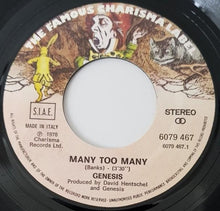 THE FAMOUS CHARISMA LABEL
S.I.A.E.
STEREO
MADE IN ITALY
℗ 1978
Charisma
Records Ltd.
6079 467
6079 467.1
MANY TOO MANY
(Banks) - (3'30")
GENESIS
Produced by David Hentschel
and Genesis